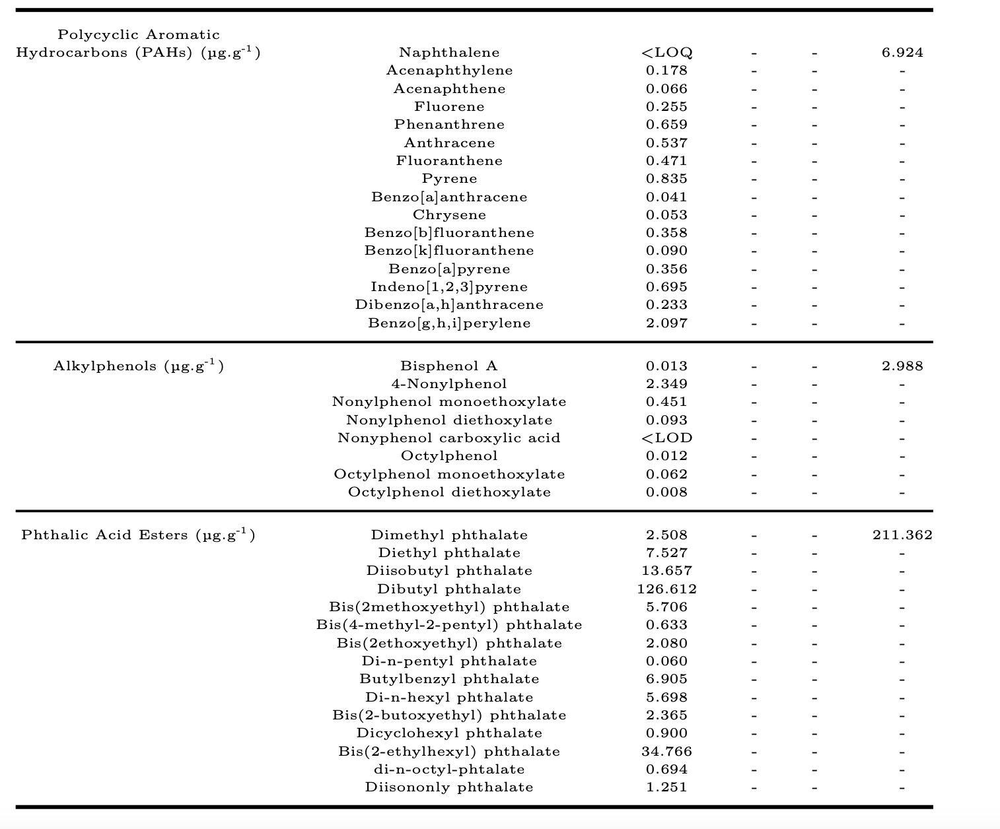 Polycyclic Aromatic
Hydrocarbons (PAHs) (µg.g-1) Naphthalene <LOQ - - 6.924
Acenaphthylene 0.178 - - -
Acenaphthene 0.066 - - -
Fluorene 0.255 - - -
Phenanthrene 0.659 - - -
Anthracene 0.537 - - -
Fluoranthene 0.471 - - -
Pyrene 0.835 - - -
Benzo[a]anthracene 0.041 - - -
Chrysene 0.053 - - -
Benzo[b]fluoranthene 0.358 - - -
Benzo[k]fluoranthene 0.090 - - -
Benzo[a]pyrene 0.356 - - -
Indeno[1,2,3]pyrene 0.695 - - -
Dibenzo[a,h]anthracene 0.233 - - -
Benzo[g,h,i]perylene 2.097 - - -
Alkylphenols (µg.g-1) Bisphenol A 0.013 - - 2.988
4-Nonylphenol 2.349 - - -
Nonylphenol monoethoxylate 0.451 - - -
Nonylphenol diethoxylate 0.093 - - -
Nonyphenol carboxylic acid <LOD - - -
Octylphenol 0.012 - - -
Octylphenol monoethoxylate 0.062 - - -
Octylphenol diethoxylate 0.008 - - -
Phthalic Acid Esters (µg.g-1) Dimethyl phthalate 2.508 - - 211.362
Diethyl phthalate 7.527 - - -
Diisobutyl phthalate 13.657 - - -
Dibutyl phthalate 126.612 - - -
Bis(2methoxyethyl) phthalate 5.706 - - -
Bis(4-methyl-2-pentyl) phthalate 0.633 - - -
Bis(2ethoxyethyl) phthalate 2.080 - - -
Di-n-pentyl phthalate 0.060 - - -
Butylbenzyl phthalate 6.905 - - -
Di-n-hexyl phthalate 5.698 - - -
Bis(2-butoxyethyl) phthalate 2.365 - - -
Dicyclohexyl phthalate 0.900 - - -
Bis(2-ethylhexyl) phthalate 34.766 - - -
di-n-octyl-phtalate 0.694 - - -
Diisononly phthalate 1.251 - - -